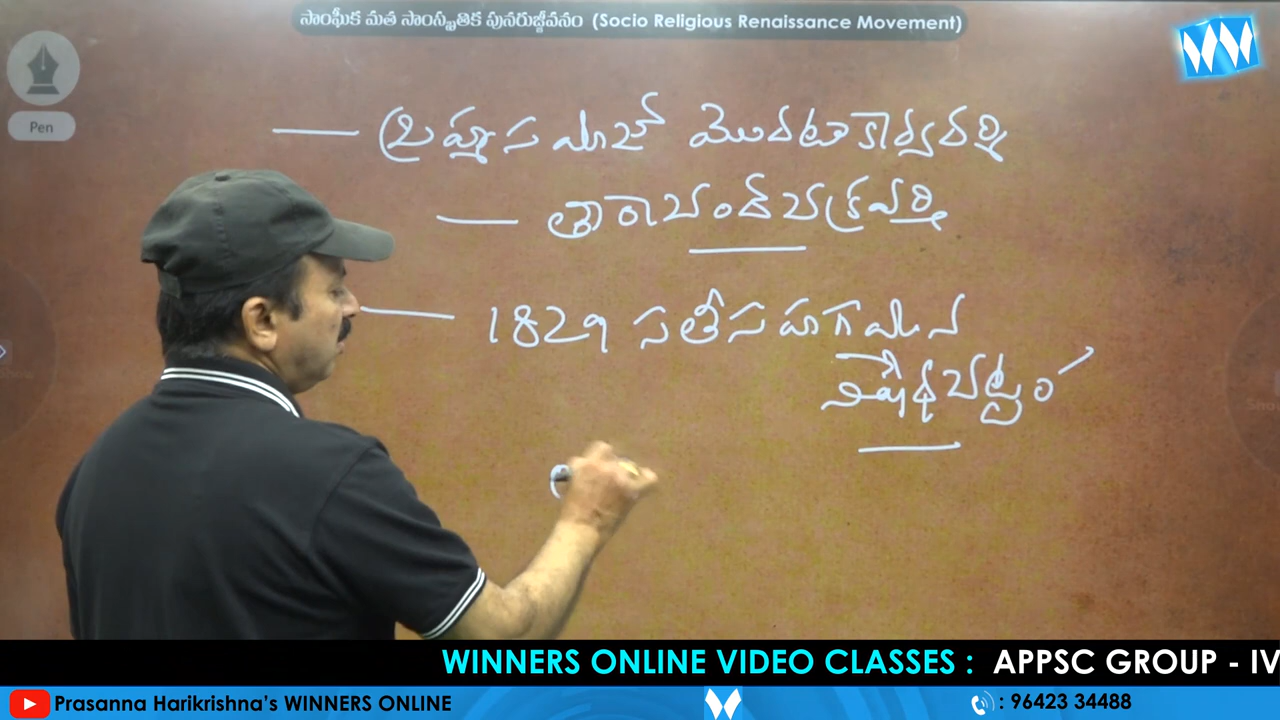 సాంఘీక మత సాంస్కృతిక పునరుజ్జీవనం (Socio Religious Renaissance Movement)
W
Pen
— బ్రహ్మసమాజ్ మొదటకార్యదర్శి
— తారాచంద్ చక్రవర్తి
— 1829 సతీసహగమన
నిషేధచట్టం
WINNERS ONLINE VIDEO CLASSES : APPSC GROUP - IV
Prasanna Harikrishna's WINNERS ONLINE
: 96423 34488